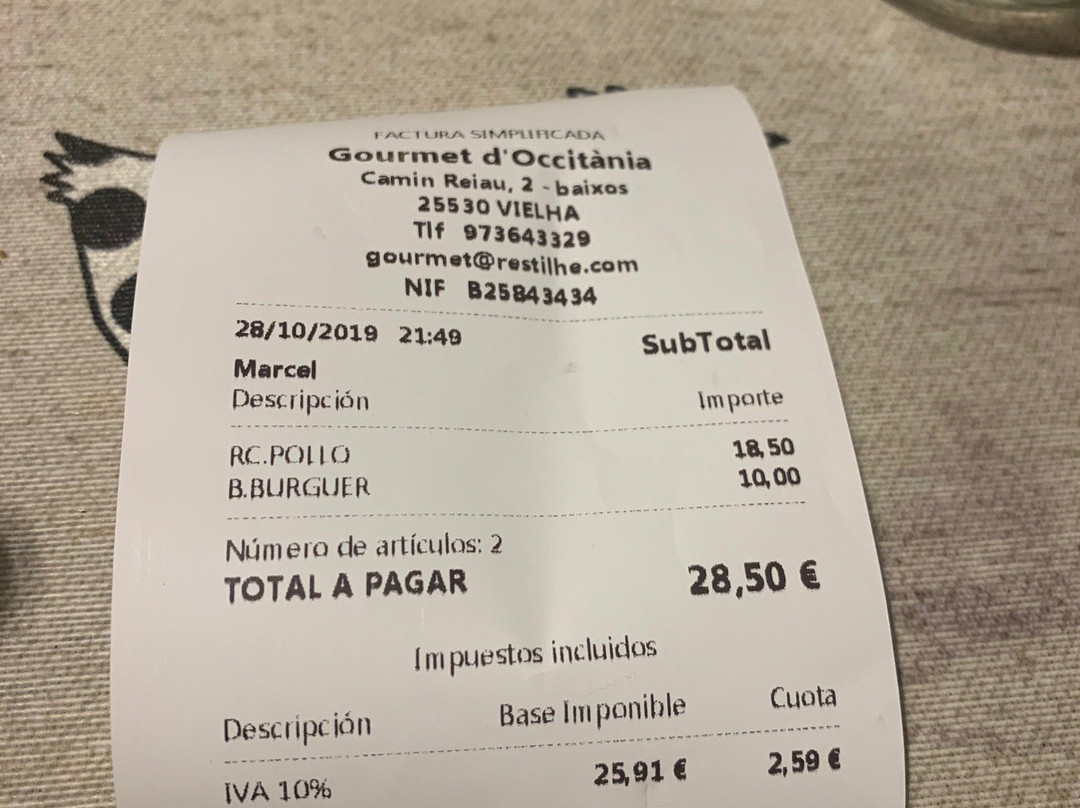 FACTURA SIMPLIFICADA
Gourmet d'Occitània
Camin Reiau, 2 - baixos
25530 VIELHA
Tlf 973643329
gourmet@restilhe.com
NIF B25843434
28/10/2019 21:49 SubTotal
Marcel
Descripción Importe
RC.POLLO 18,50
B.BURGUER 10,00
Número de artículos: 2
TOTAL A PAGAR 28,50 €
Impuestos incluidos
Descripción Base Imponible Cuota
IVA 10% 25,91 € 2,59 €